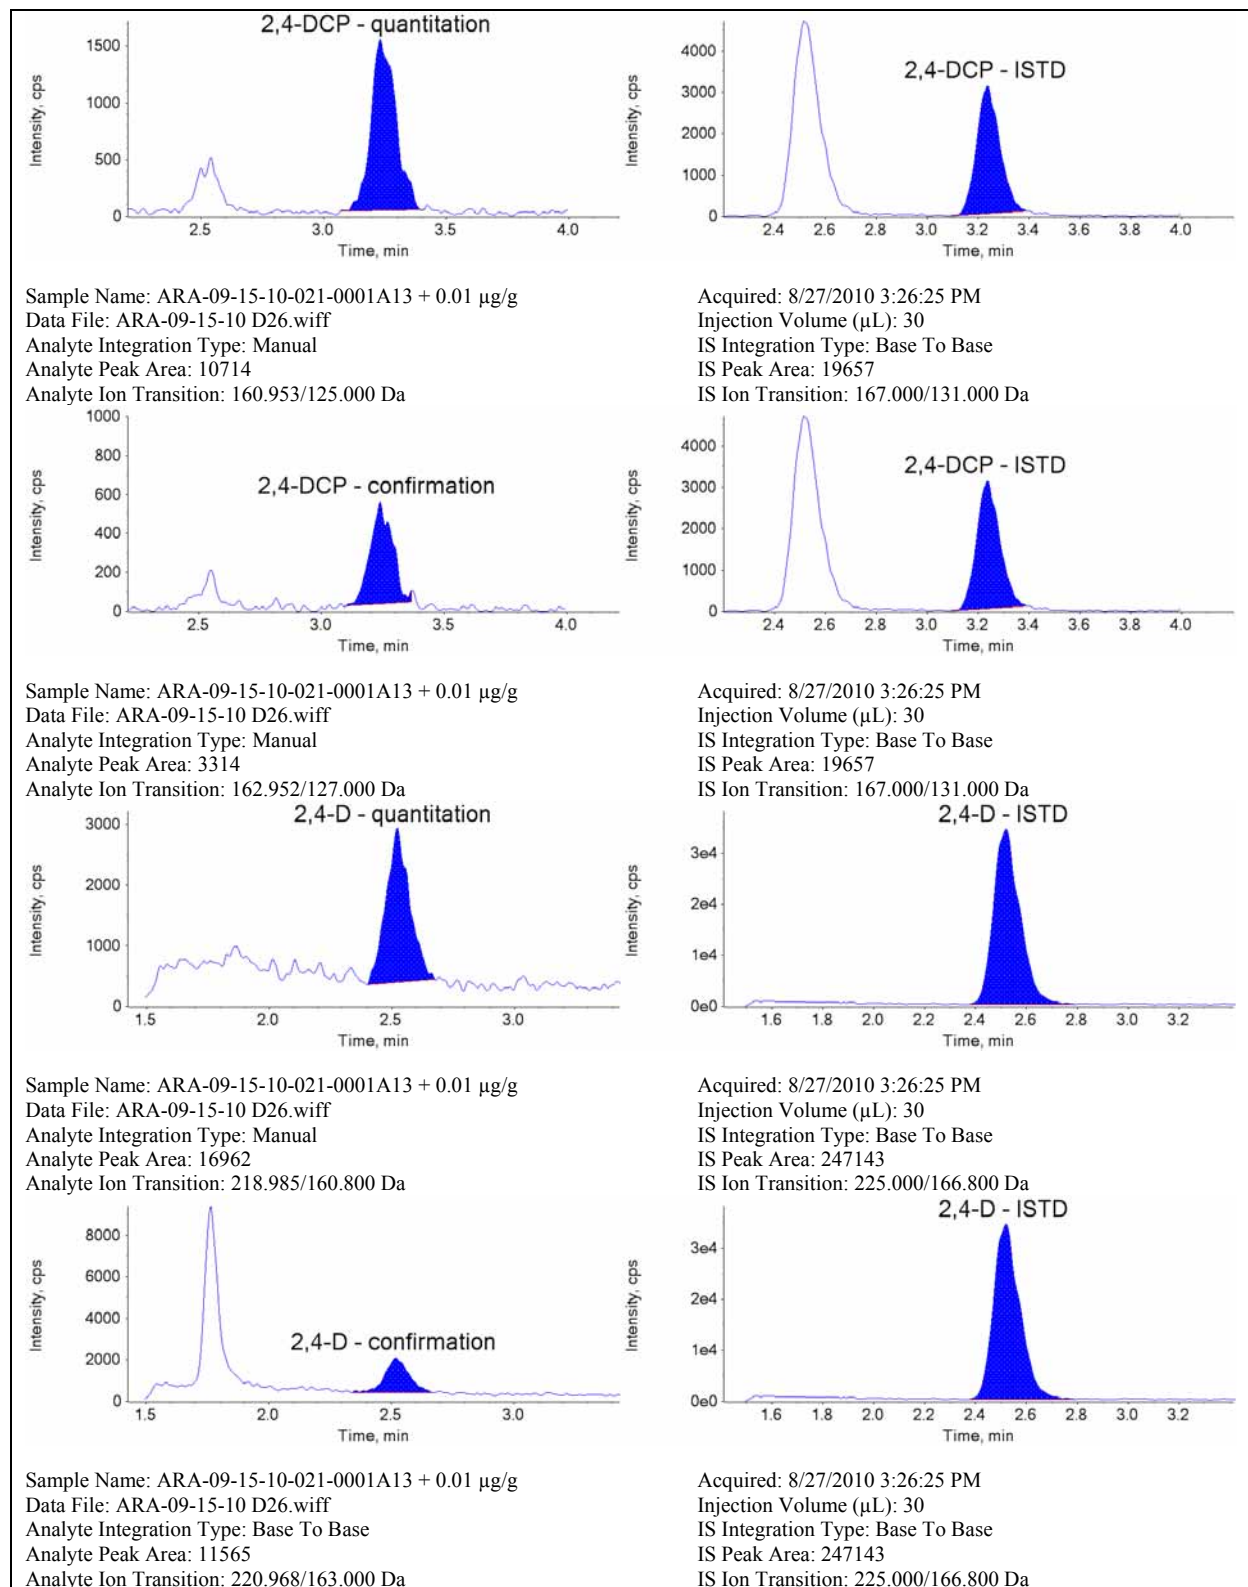 2,4-DCP - quantitation
1500
1000
500
0
Intensity, cps
2.5 3.0 3.5 4.0
Time, min
2,4-DCP - ISTD
4000
3000
2000
1000
0
Intensity, cps
2.4 2.6 2.8 3.0 3.2 3.4 3.6 3.8 4.0
Time, min
Sample Name: ARA-09-15-10-021-0001A13 + 0.01 µg/g
Data File: ARA-09-15-10 D26.wiff
Analyte Integration Type: Manual
Analyte Peak Area: 10714
Analyte Ion Transition: 160.953/125.000 Da
Acquired: 8/27/2010 3:26:25 PM
Injection Volume (µL): 30
IS Integration Type: Base To Base
IS Peak Area: 19657
IS Ion Transition: 167.000/131.000 Da
2,4-DCP - confirmation
1000
800
600
400
200
0
Intensity, cps
2.5 3.0 3.5 4.0
Time, min
2,4-DCP - ISTD
4000
3000
2000
1000
0
Intensity, cps
2.4 2.6 2.8 3.0 3.2 3.4 3.6 3.8 4.0
Time, min
Sample Name: ARA-09-15-10-021-0001A13 + 0.01 µg/g
Data File: ARA-09-15-10 D26.wiff
Analyte Integration Type: Manual
Analyte Peak Area: 3314
Analyte Ion Transition: 162.952/127.000 Da
Acquired: 8/27/2010 3:26:25 PM
Injection Volume (µL): 30
IS Integration Type: Base To Base
IS Peak Area: 19657
IS Ion Transition: 167.000/131.000 Da
2,4-D - quantitation
3000
2000
1000
0
Intensity, cps
1.5 2.0 2.5 3.0
Time, min
2,4-D - ISTD
3e4
2e4
1e4
0e0
Intensity, cps
1.6 1.8 2.0 2.2 2.4 2.6 2.8 3.0 3.2
Time, min
Sample Name: ARA-09-15-10-021-0001A13 + 0.01 µg/g
Data File: ARA-09-15-10 D26.wiff
Analyte Integration Type: Manual
Analyte Peak Area: 16962
Analyte Ion Transition: 218.985/160.800 Da
Acquired: 8/27/2010 3:26:25 PM
Injection Volume (µL): 30
IS Integration Type: Base To Base
IS Peak Area: 247143
IS Ion Transition: 225.000/166.800 Da
2,4-D - confirmation
8000
6000
4000
2000
0
Intensity, cps
1.5 2.0 2.5 3.0
Time, min
2,4-D - ISTD
3e4
2e4
1e4
0e0
Intensity, cps
1.6 1.8 2.0 2.2 2.4 2.6 2.8 3.0 3.2
Time, min
Sample Name: ARA-09-15-10-021-0001A13 + 0.01 µg/g
Data File: ARA-09-15-10 D26.wiff
Analyte Integration Type: Base To Base
Analyte Peak Area: 11565
Analyte Ion Transition: 220.968/163.000 Da
Acquired: 8/27/2010 3:26:25 PM
Injection Volume (µL): 30
IS Integration Type: Base To Base
IS Peak Area: 247143
IS Ion Transition: 225.000/166.800 Da